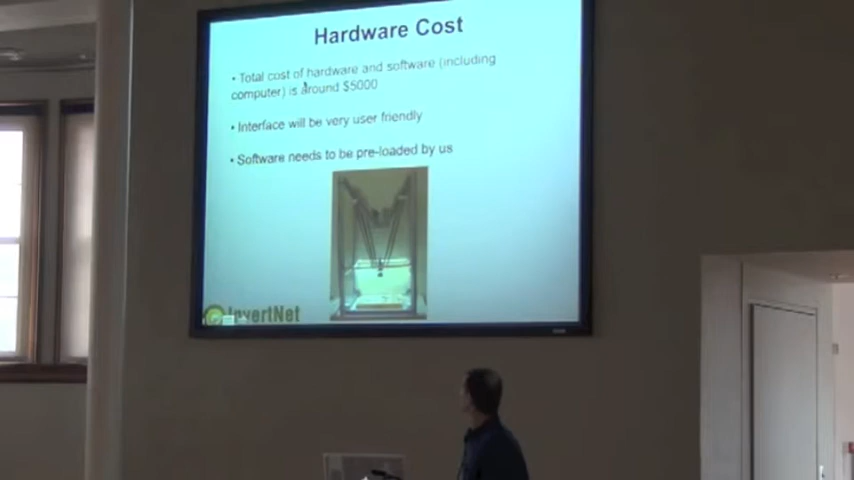 Hardware Cost
• Total cost of hardware and software (including
computer) is around $5000
• Interface will be very user friendly
• Software needs to be pre-loaded by us
InvertNet